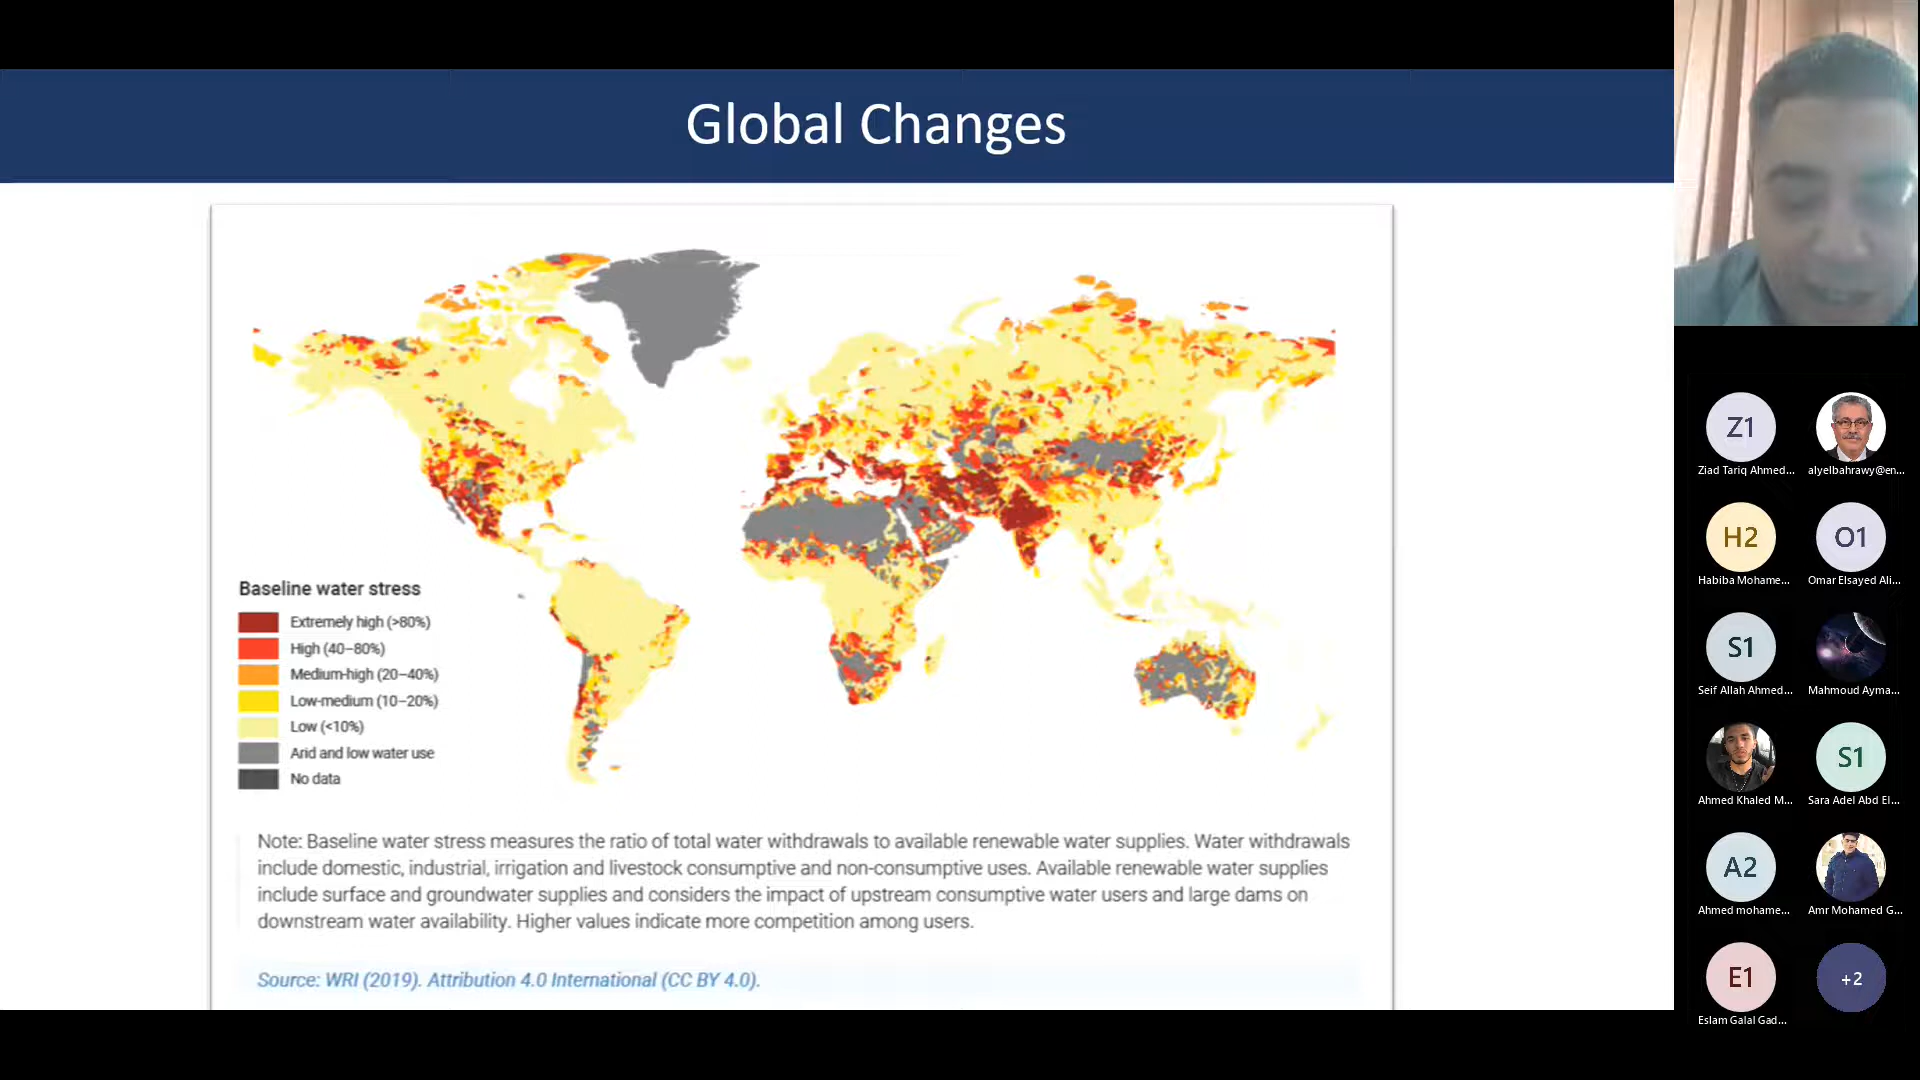 Global Changes
Baseline water stress
Extremely high (>80%)
High (40–80%)
Medium-high (20–40%)
Low-medium (10–20%)
Low (<10%)
Arid and low water use
No data
Note: Baseline water stress measures the ratio of total water withdrawals to available renewable water supplies. Water withdrawals
include domestic, industrial, irrigation and livestock consumptive and non-consumptive uses. Available renewable water supplies
include surface and groundwater supplies and considers the impact of upstream consumptive water users and large dams on
downstream water availability. Higher values indicate more competition among users.
Source: WRI (2019). Attribution 4.0 International (CC BY 4.0).
Z1
Ziad Tariq Ahmed...
alyelbahrawy@en...
H2
O1
Habiba Mohame...
Omar Elsayed Ali...
S1
Seif Allah Ahmed...
Mahmoud Ayma...
S1
Ahmed Khaled M...
Sara Adel Abd El...
A2
Ahmed mohame...
Amr Mohamed G...
E1
+2
Eslam Galal Gad...